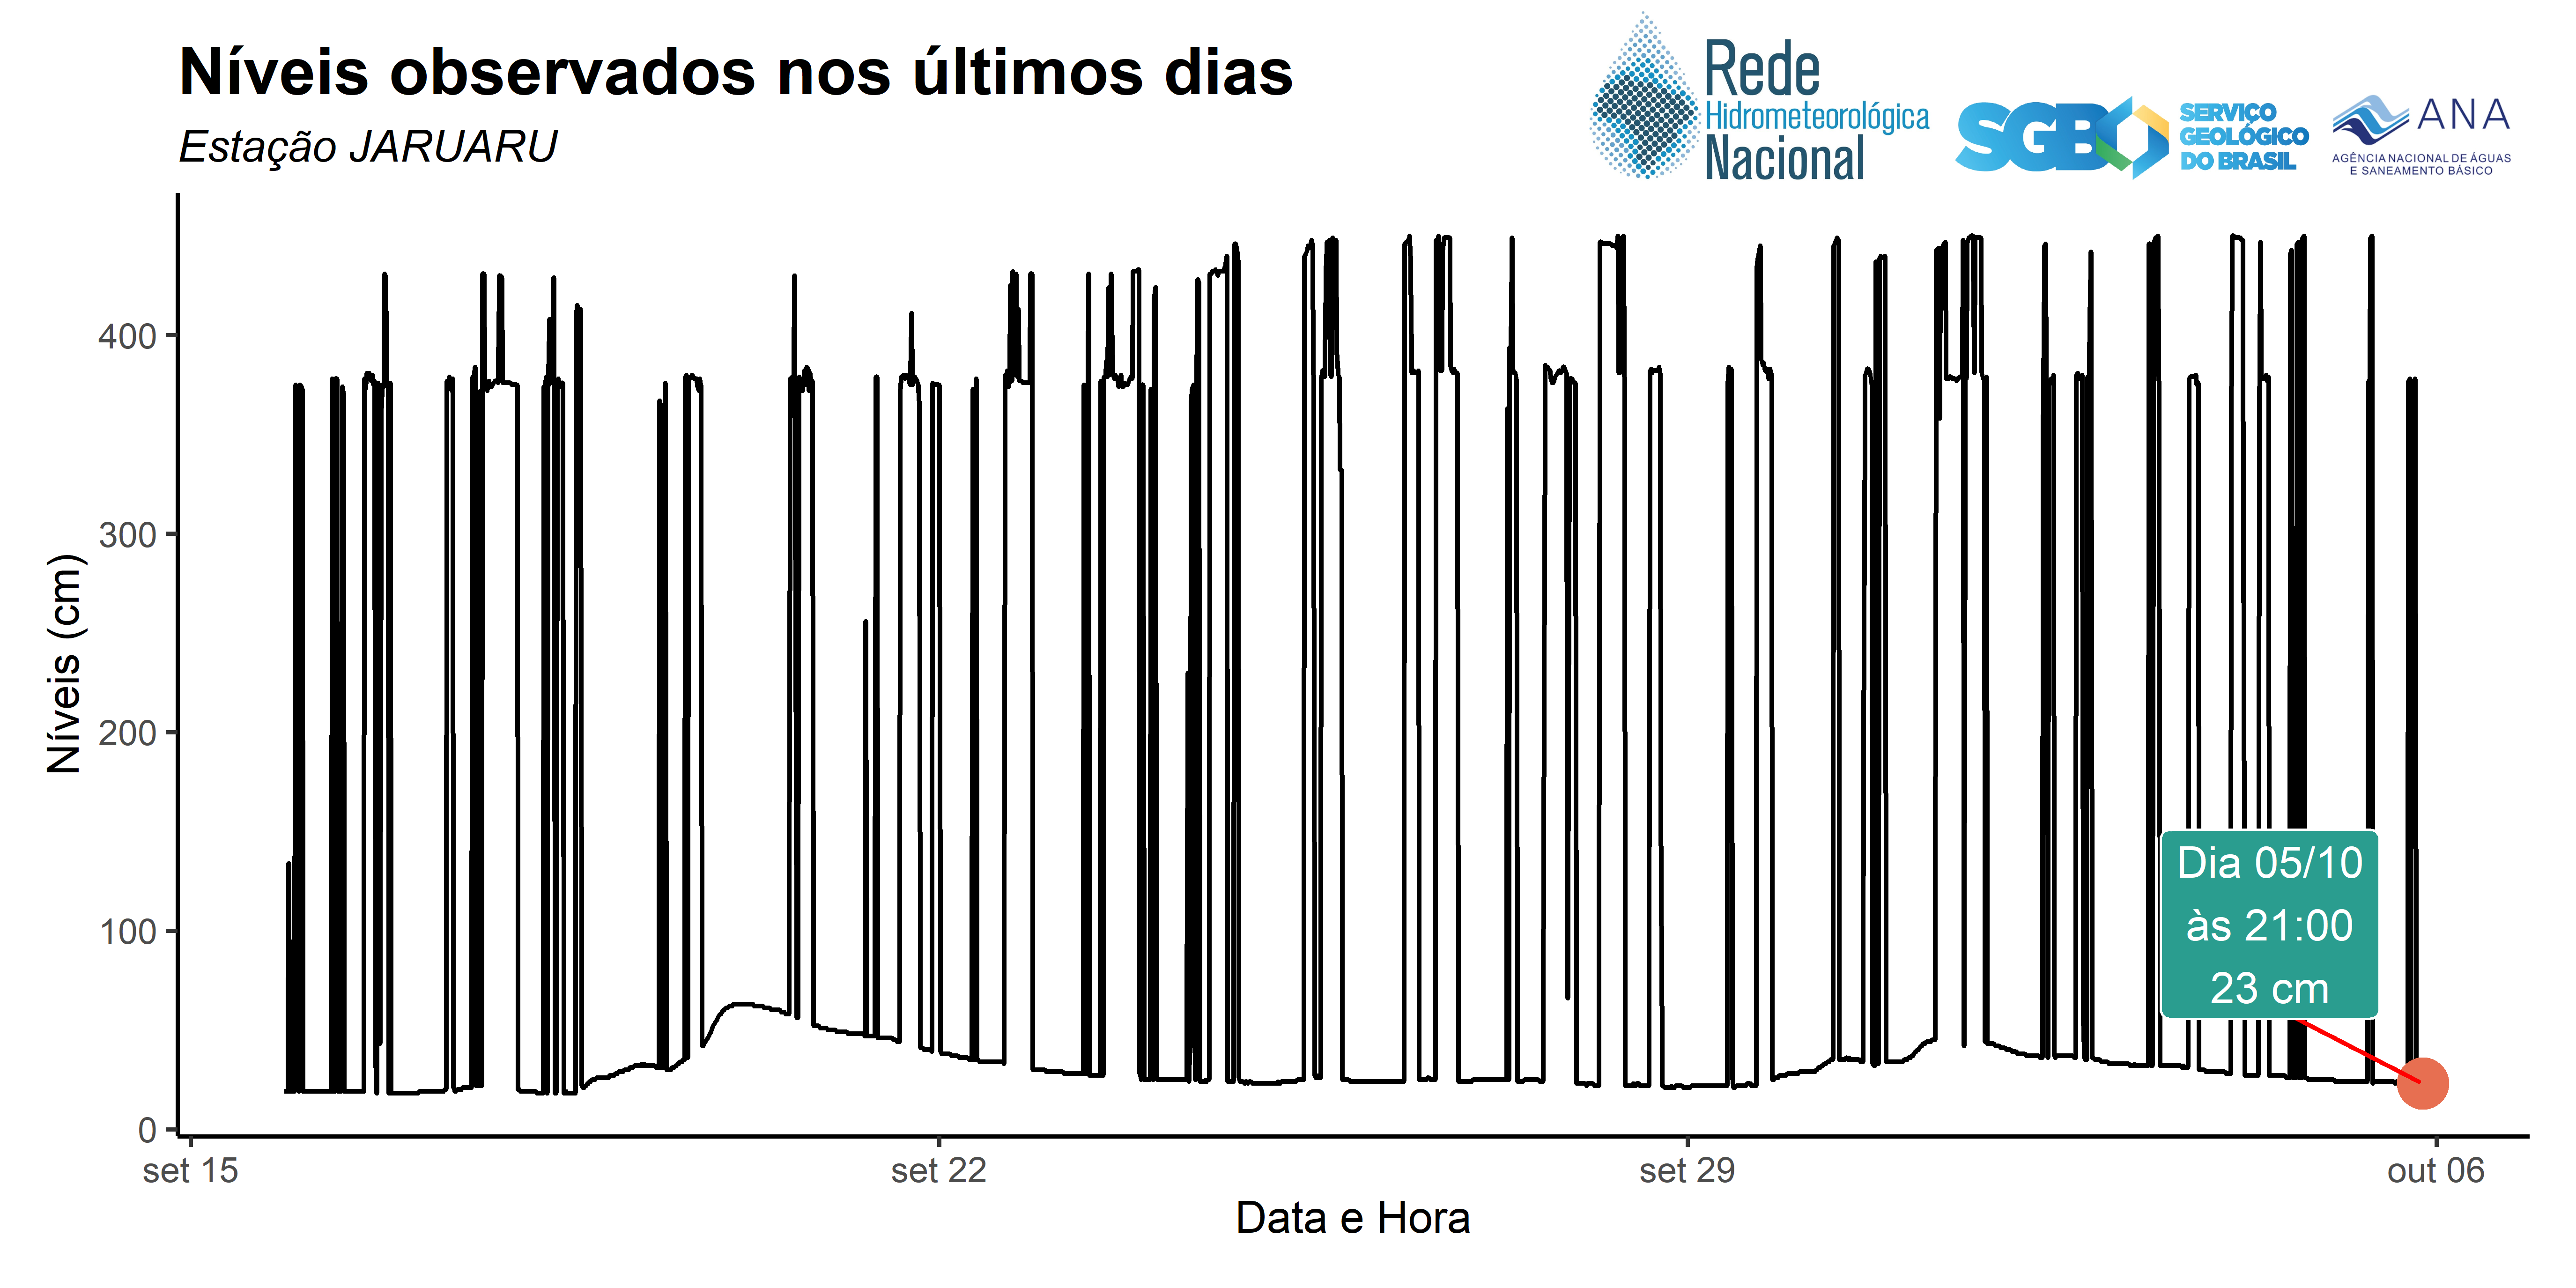 Níveis observados nos últimos dias
Estação JARUARU
Rede
Hidrometeorológica
Nacional
SGB
SERVIÇO
GEOLÓGICO
DO BRASIL
ANA
AGÊNCIA NACIONAL DE ÁGUAS
E SANEAMENTO BÁSICO
Níveis (cm)
400
300
200
100
0
Dia 05/10
às 21:00
23 cm
set 15
set 22
set 29
out 06
Data e Hora